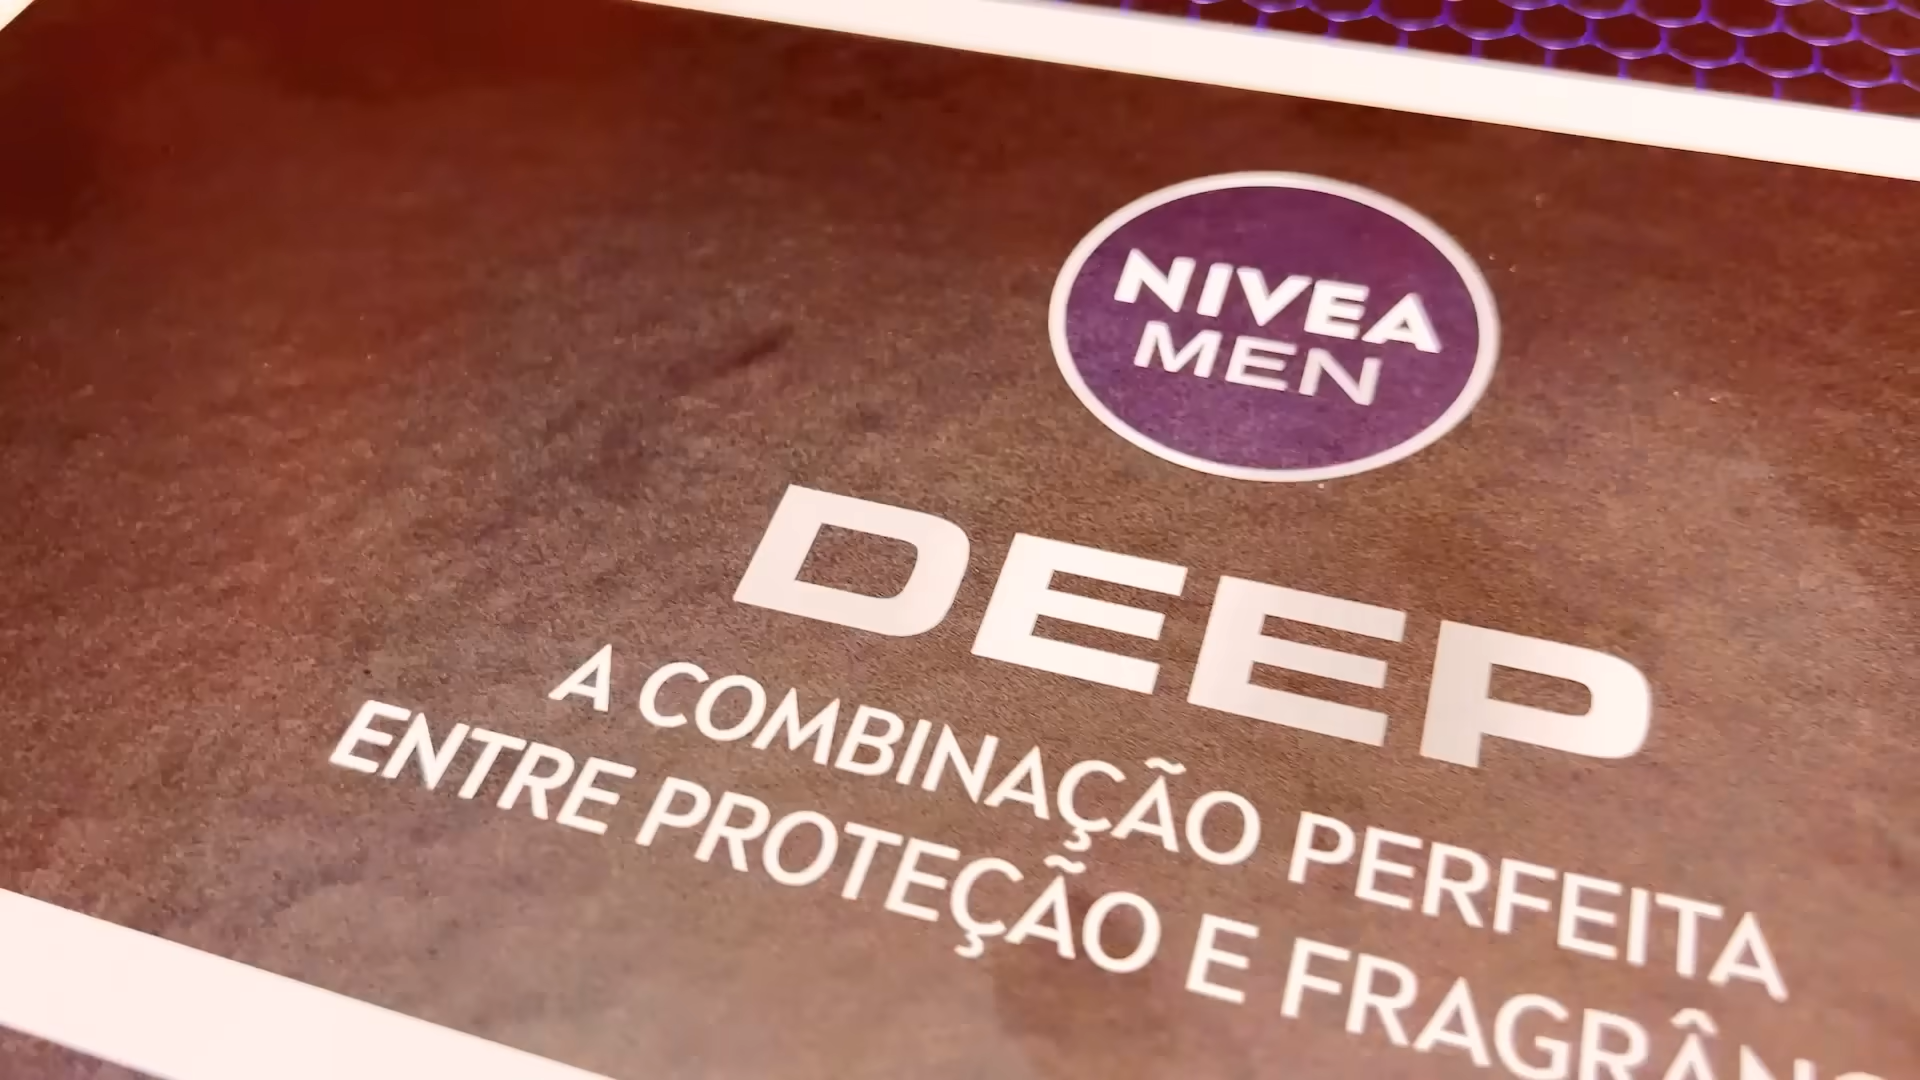 NIVEA
MEN
DEEP
A COMBINAÇÃO PERFEITA
ENTRE PROTEÇÃO E